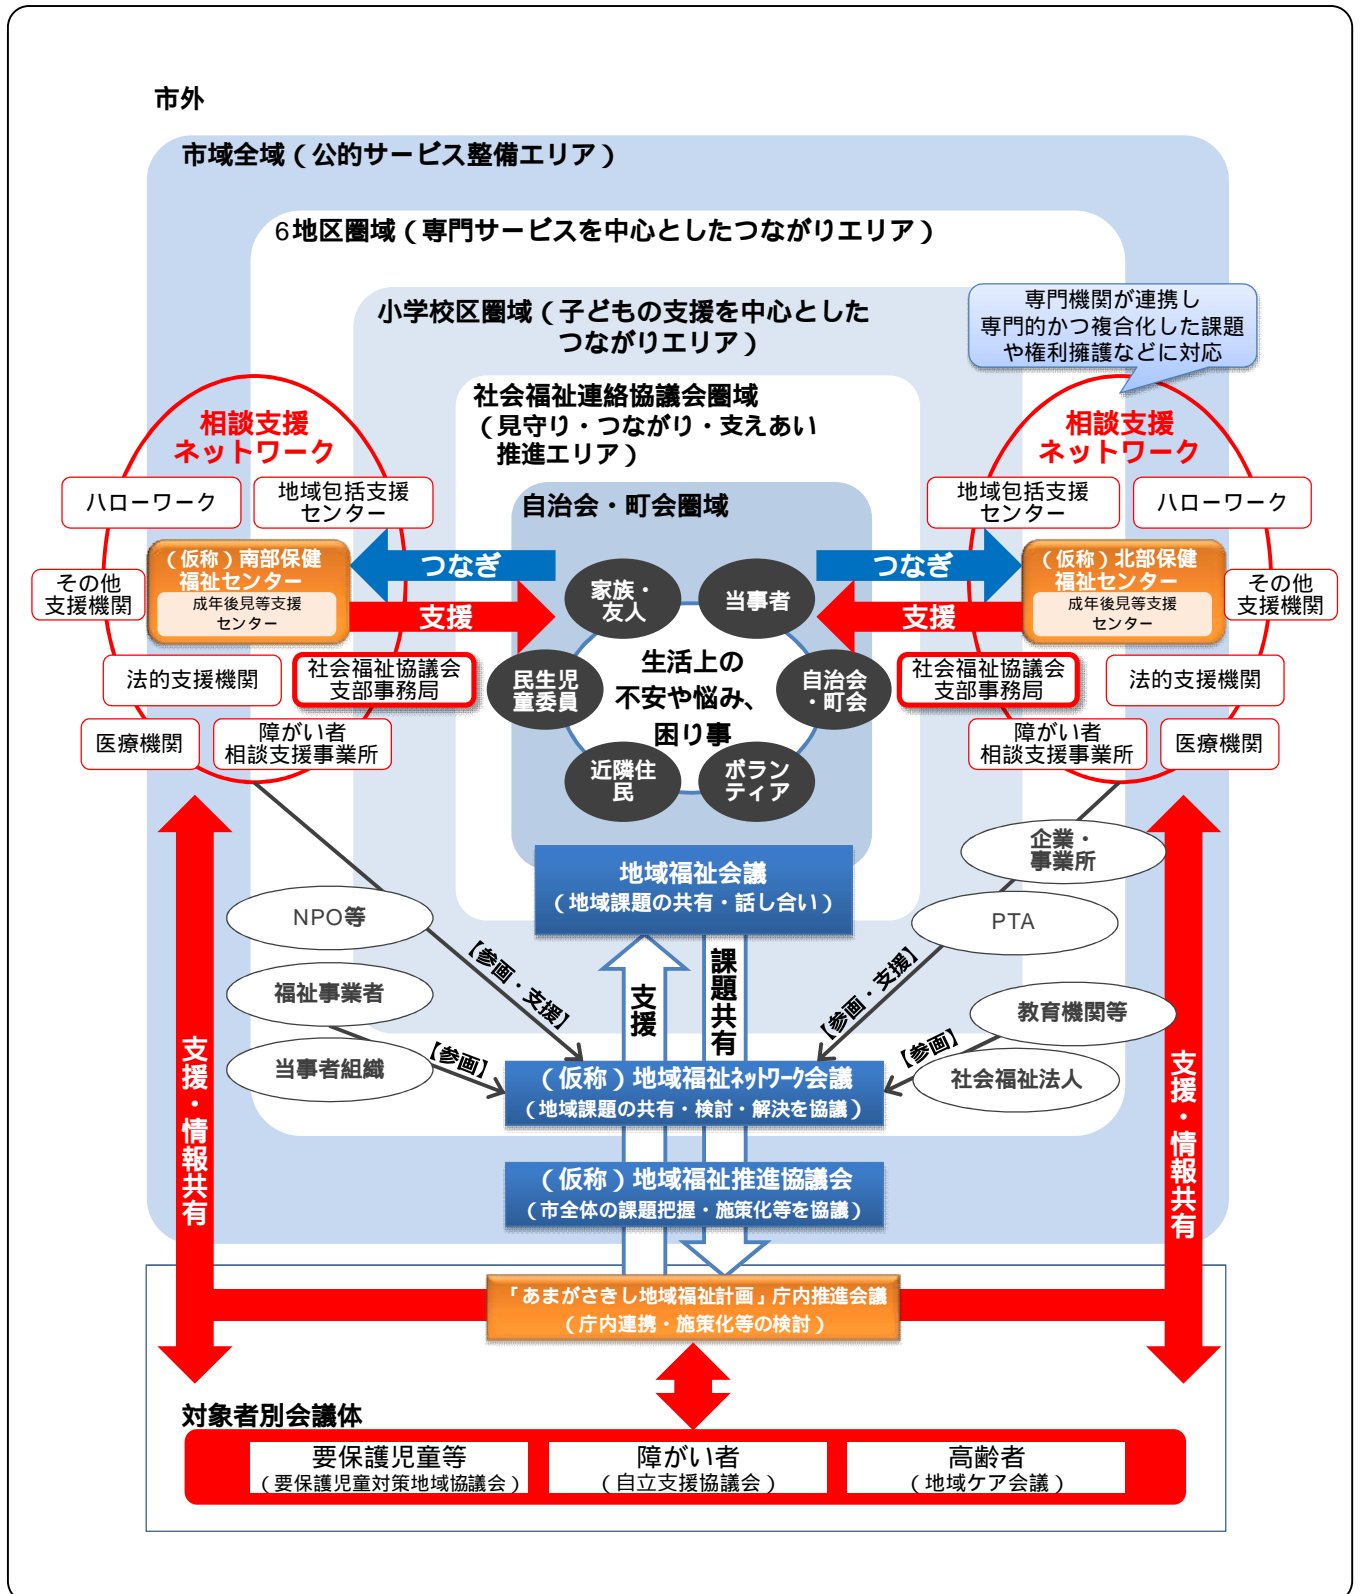 市外
市域全域（公的サービス整備エリア）
6地区圏域（専門サービスを中心としたつながりエリア）
小学校区圏域（子どもの支援を中心とした
つながりエリア）
専門機関が連携し
専門的かつ複合化した課題
や権利擁護などに対応
社会福祉連絡協議会圏域
（見守り・つながり・支えあい
推進エリア）
自治会・町会圏域
相談支援
ネットワーク
ハローワーク
地域包括支援
センター
（仮称）南部保健
福祉センター
成年後見等支援
センター
その他
支援機関
法的支援機関
社会福祉協議会
支部事務局
医療機関
障がい者
相談支援事業所
つなぎ
支援
家族・
友人
当事者
民生児
童委員
生活上の
不安や悩み、
困り事
自治会
・町会
近隣住
民
ボラン
ティア
つなぎ
支援
相談支援
ネットワーク
地域包括支援
センター
ハローワーク
（仮称）北部保健
福祉センター
成年後見等支援
センター
その他
支援機関
社会福祉協議会
支部事務局
法的支援機関
障がい者
相談支援事業所
医療機関
地域福祉会議
（地域課題の共有・話し合い）
NPO等
福祉事業者
当事者組織
【参画・支援】
【参画】
支援
課題共有
企業・
事業所
PTA
教育機関等
社会福祉法人
【参画・支援】
【参画】
（仮称）地域福祉ネットワーク会議
（地域課題の共有・検討・解決を協議）
（仮称）地域福祉推進協議会
（市全体の課題把握・施策化等を協議）
支援・情報共有
支援・情報共有
「あまがさきし地域福祉計画」庁内推進会議
（庁内連携・施策化等の検討）
対象者別会議体
要保護児童等
（要保護児童対策地域協議会）
障がい者
（自立支援協議会）
高齢者
（地域ケア会議）